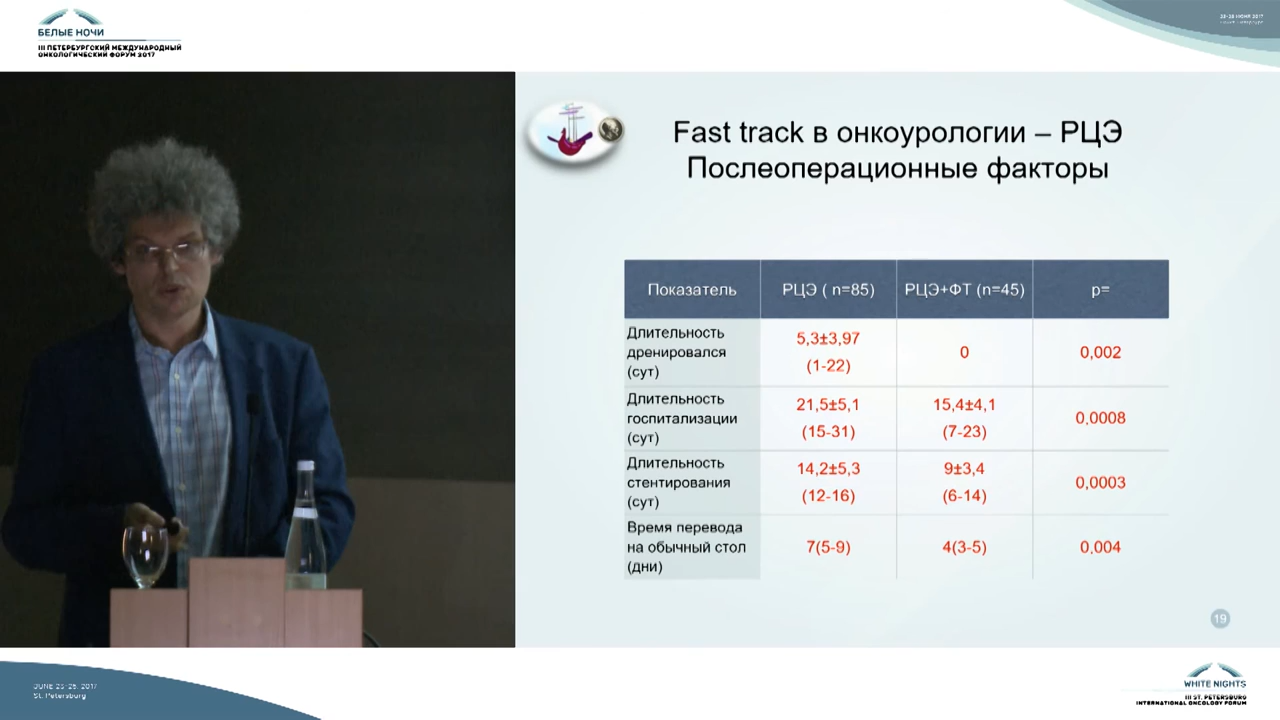 БЕЛЫЕ НОЧИ
III ПЕТЕРБУРГСКИЙ МЕЖДУНАРОДНЫЙ
ОНКОЛОГИЧЕСКИЙ ФОРУМ 2017
Fast track в онкоурологии – РЦЭ
Послеоперационные факторы
Показатель РЦЭ ( n=85) РЦЭ+ФТ (n=45) p=
Длительность
дренировался
(сут)
5,3±3,97
(1-22)
0
0,002
Длительность
госпитализации
(сут)
21,5±5,1
(15-31)
15,4±4,1
(7-23)
0,0008
Длительность
стентирования
(сут)
14,2±5,3
(12-16)
9±3,4
(6-14)
0,0003
Время перевода
на обычный стол
(дни)
7(5-9)
4(3-5)
0,004
19
St. Petersburg
WHITE NIGHTS
III ST. PETERSBURG
INTERNATIONAL ONCOLOGY FORUM